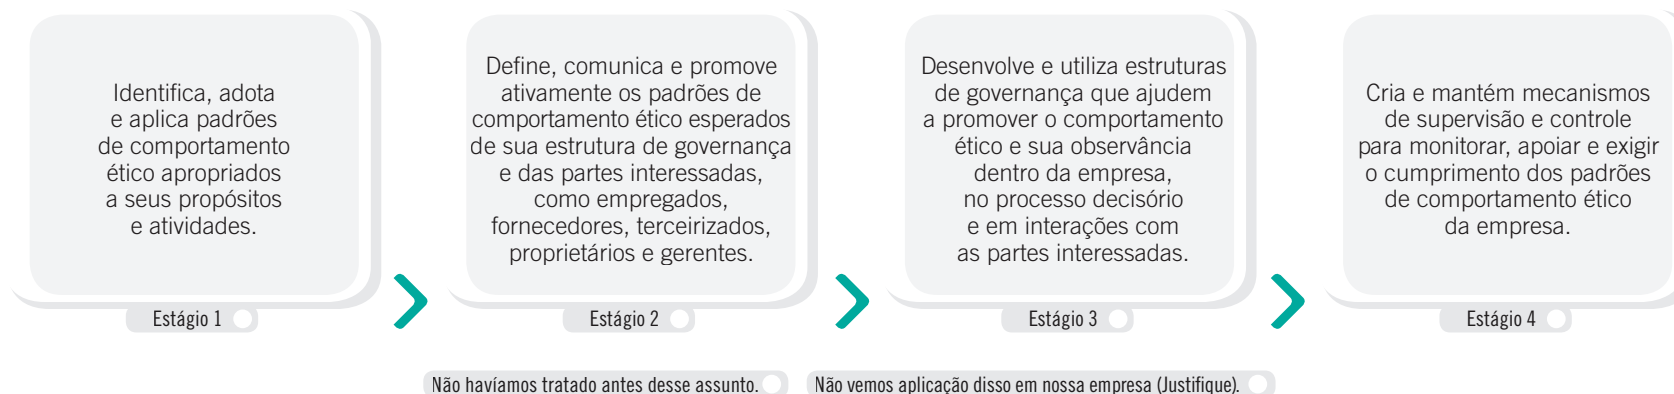 Identifica, adota
e aplica padrões
de comportamento
ético apropriados
a seus propósitos
e atividades.
Estágio 1
Define, comunica e promove
ativamente os padrões de
comportamento ético esperados
de sua estrutura de governança
e das partes interessadas,
como empregados,
fornecedores, terceirizados,
proprietários e gerentes.
Estágio 2
Desenvolve e utiliza estruturas
de governança que ajudem
a promover o comportamento
ético e sua observância
dentro da empresa,
no processo decisório
e em interações com
as partes interessadas.
Estágio 3
Cria e mantém mecanismos
de supervisão e controle
para monitorar, apoiar e exigir
o cumprimento dos padrões
de comportamento ético
da empresa.
Estágio 4
Não havíamos tratado antes desse assunto.
Não vemos aplicação disso em nossa empresa (Justifique).